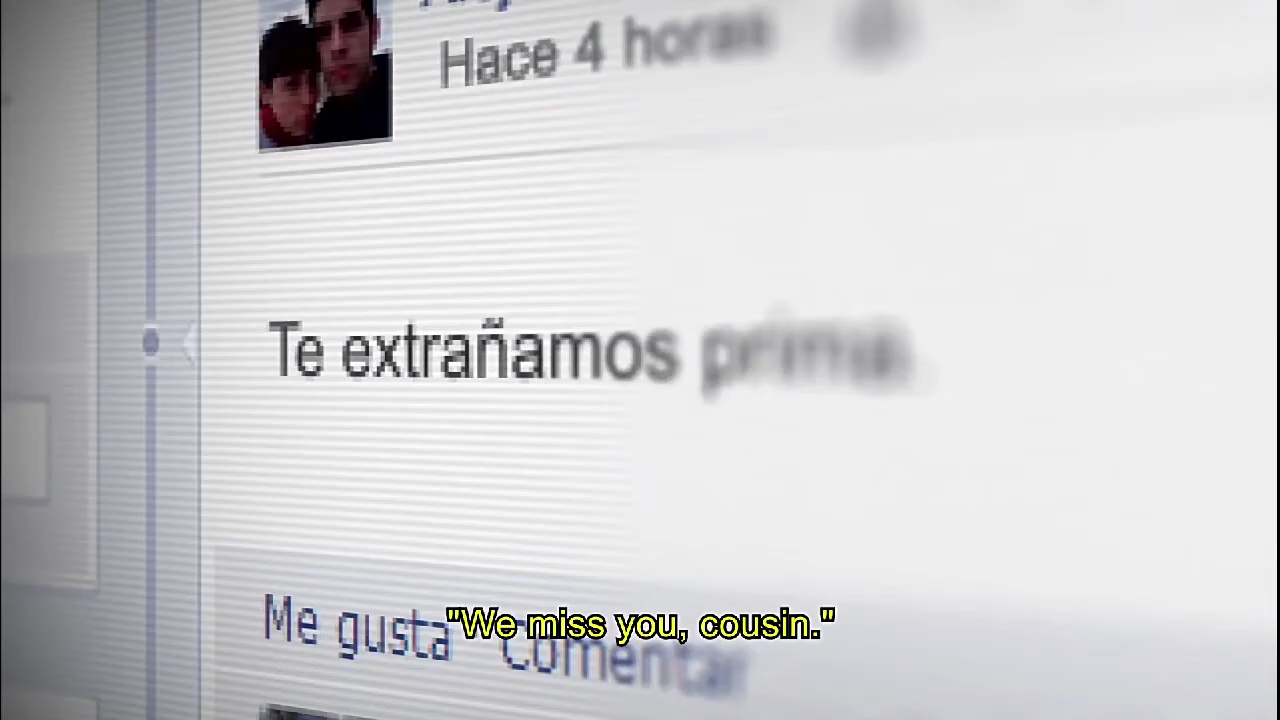 Hace 4 horas
Te extrañamos prima.
Me gusta Comentar
"We miss you, cousin."